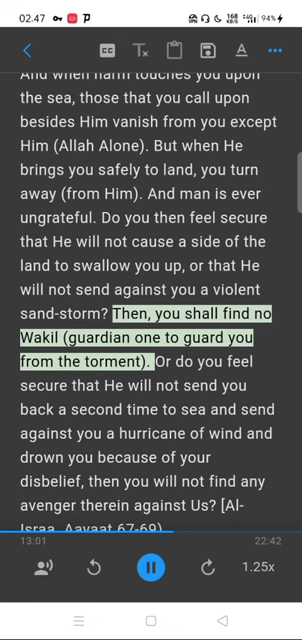 02.47
168
KB/S
94%
CC
And when harm touches you upon
the sea, those that you call upon
besides Him vanish from you except
Him (Allah Alone). But when He
brings you safely to land, you turn
away (from Him). And man is ever
ungrateful. Do you then feel secure
that He will not cause a side of the
land to swallow you up, or that He
will not send against you a violent
sand-storm? Then, you shall find no
Wakil (guardian one to guard you
from the torment). Or do you feel
secure that He will not send you
back a second time to sea and send
against you a hurricane of wind and
drown you because of your
disbelief, then you will not find any
avenger therein against Us? [Al-
Israa, Aayaat 67-69)
13:01
22:42
1.25x